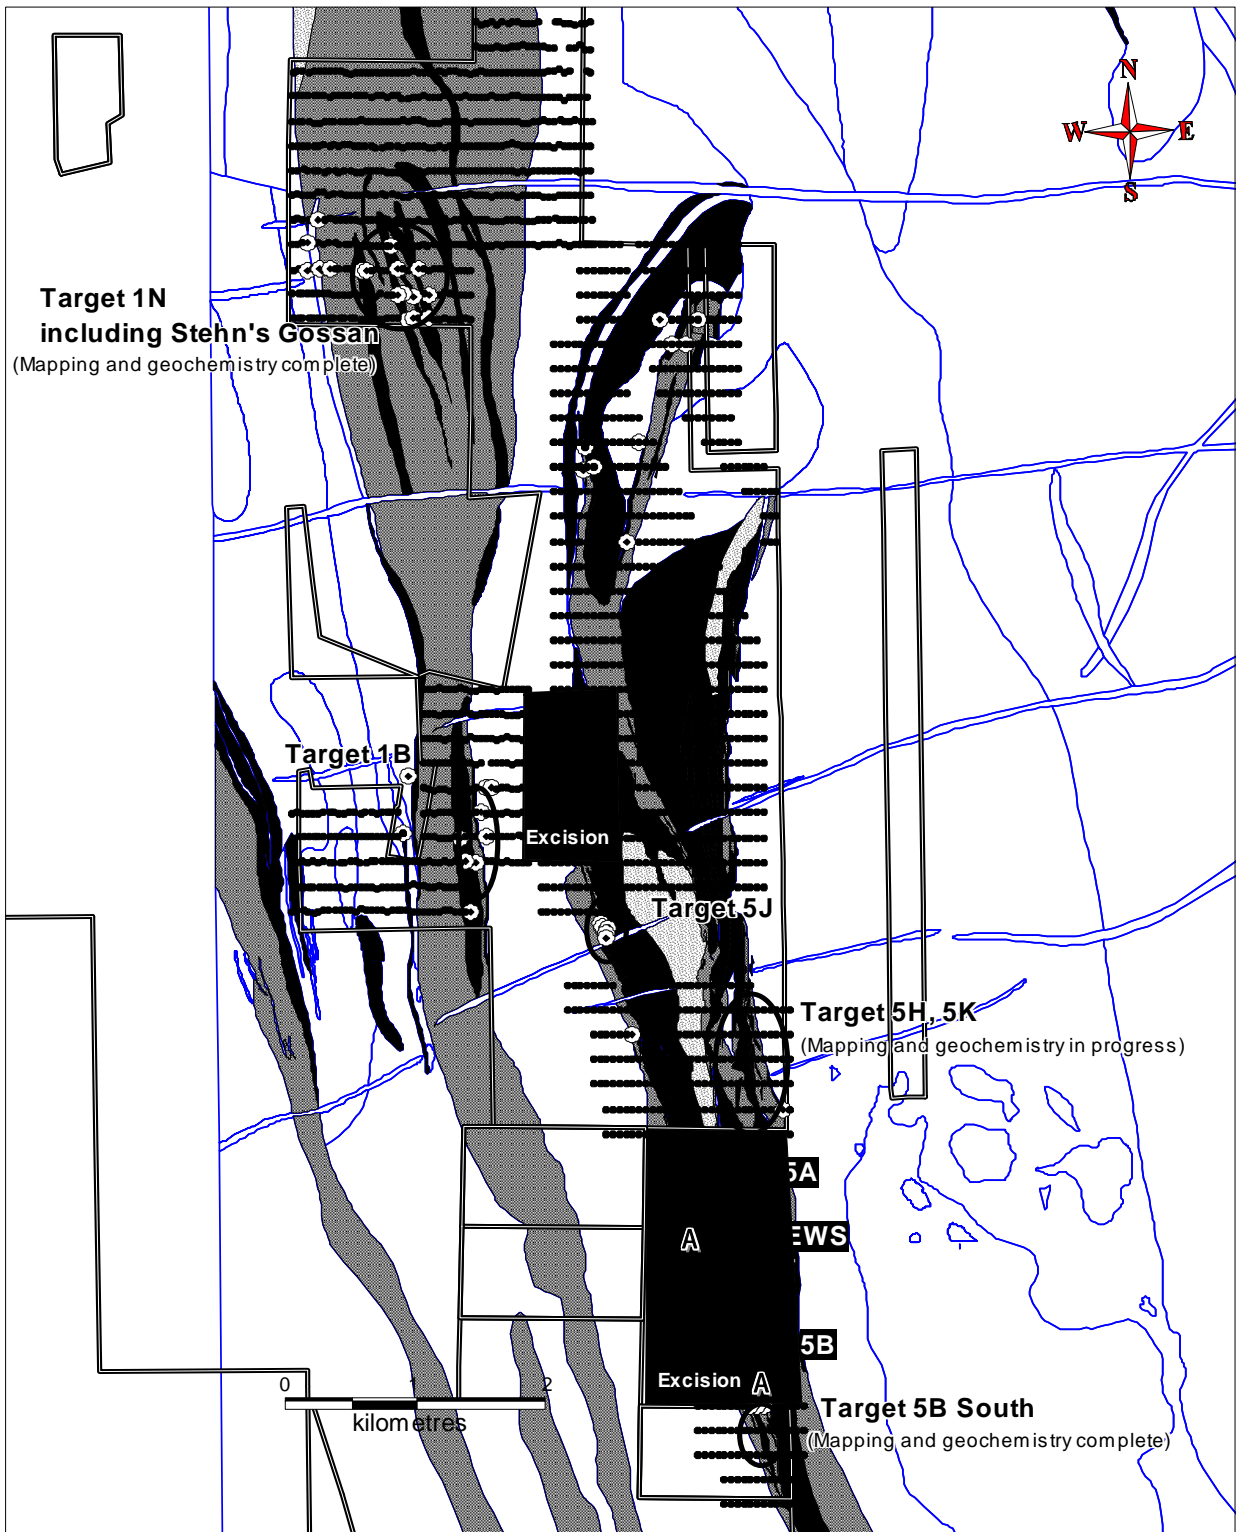 N
W E
S
Target 1N
including Stehn's Gossan
(Mapping and geochemistry complete)
Target 1B
Excision
Target 5J
Target 5H, 5K
(Mapping and geochemistry in progress)
5A
A
EWS
5B
Excision A
0 1 2
kilometres
Target 5B South
(Mapping and geochemistry complete)